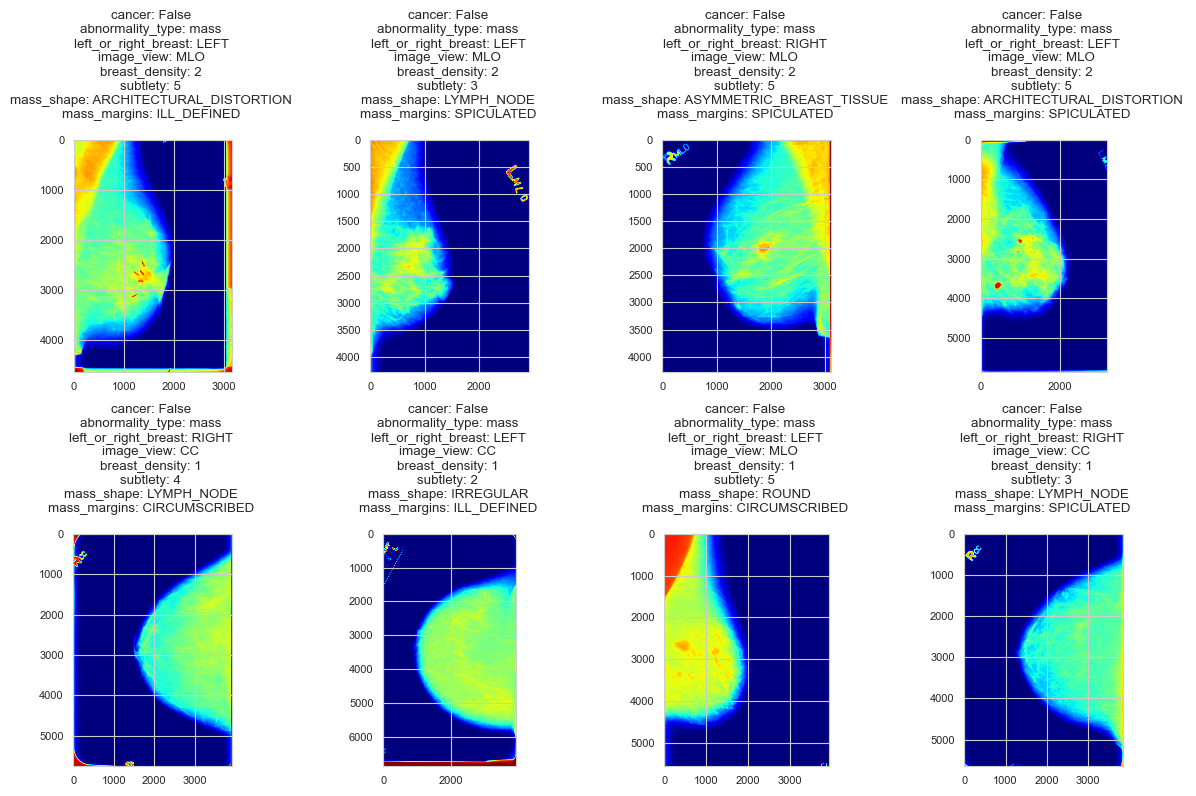 cancer: False
abnormality_type: mass
left_or_right_breast: LEFT
image_view: MLO
breast_density: 2
subtlety: 5
mass_shape: ARCHITECTURAL_DISTORTION
mass_margins: ILL_DEFINED
0
1000
2000
3000
4000
0
1000
2000
3000
cancer: False
abnormality_type: mass
left_or_right_breast: LEFT
image_view: MLO
breast_density: 2
subtlety: 3
mass_shape: LYMPH_NODE
mass_margins: SPICULATED
0
500
1000
1500
2000
2500
3000
3500
4000
L MLO
0
1000
2000
cancer: False
abnormality_type: mass
left_or_right_breast: RIGHT
image_view: MLO
breast_density: 2
subtlety: 5
mass_shape: ASYMMETRIC_BREAST_TISSUE
mass_margins: SPICULATED
0
500
1000
1500
2000
2500
3000
3500
4000
R MLO
0
1000
2000
3000
cancer: False
abnormality_type: mass
left_or_right_breast: LEFT
image_view: MLO
breast_density: 2
subtlety: 5
mass_shape: ARCHITECTURAL_DISTORTION
mass_margins: SPICULATED
0
1000
2000
3000
4000
5000
0
2000
cancer: False
abnormality_type: mass
left_or_right_breast: RIGHT
image_view: CC
breast_density: 1
subtlety: 4
mass_shape: LYMPH_NODE
mass_margins: CIRCUMSCRIBED
0
1000
2000
3000
4000
5000
0
1000
2000
3000
cancer: False
abnormality_type: mass
left_or_right_breast: LEFT
image_view: CC
breast_density: 1
subtlety: 2
mass_shape: IRREGULAR
mass_margins: ILL_DEFINED
0
1000
2000
3000
4000
5000
6000
0
2000
cancer: False
abnormality_type: mass
left_or_right_breast: LEFT
image_view: MLO
breast_density: 1
subtlety: 5
mass_shape: ROUND
mass_margins: CIRCUMSCRIBED
0
1000
2000
3000
4000
5000
0
1000
2000
3000
cancer: False
abnormality_type: mass
left_or_right_breast: RIGHT
image_view: CC
breast_density: 1
subtlety: 3
mass_shape: LYMPH_NODE
mass_margins: SPICULATED
0
1000
2000
3000
4000
5000
R CC
0
1000
2000
3000